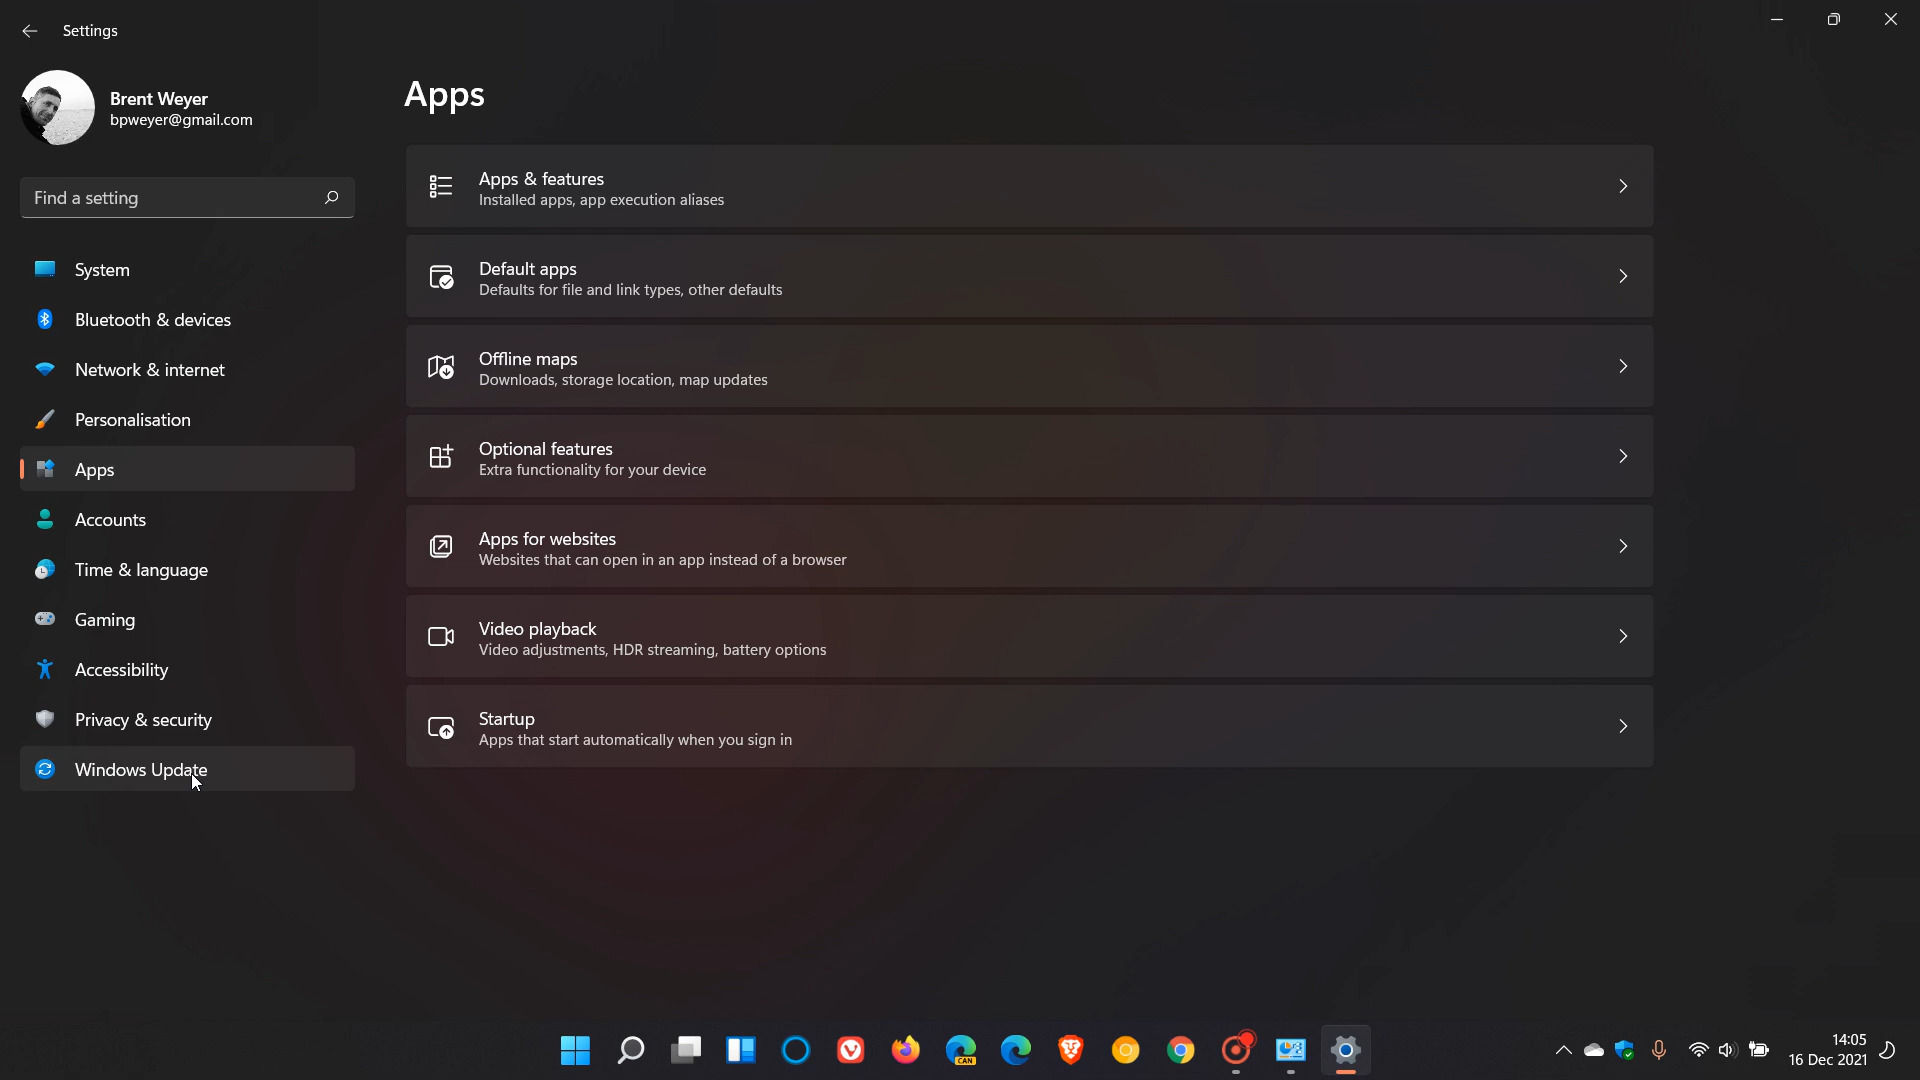 Settings
Brent Weyer
bpweyer@gmail.com
Find a setting
System
Bluetooth & devices
Network & internet
Personalisation
Apps
Accounts
Time & language
Gaming
Accessibility
Privacy & security
Windows Update
Apps
Apps & features
Installed apps, app execution aliases
Default apps
Defaults for file and link types, other defaults
Offline maps
Downloads, storage location, map updates
Optional features
Extra functionality for your device
Apps for websites
Websites that can open in an app instead of a browser
Video playback
Video adjustments, HDR streaming, battery options
Startup
Apps that start automatically when you sign in
CAN
14:05
16 Dec 2021